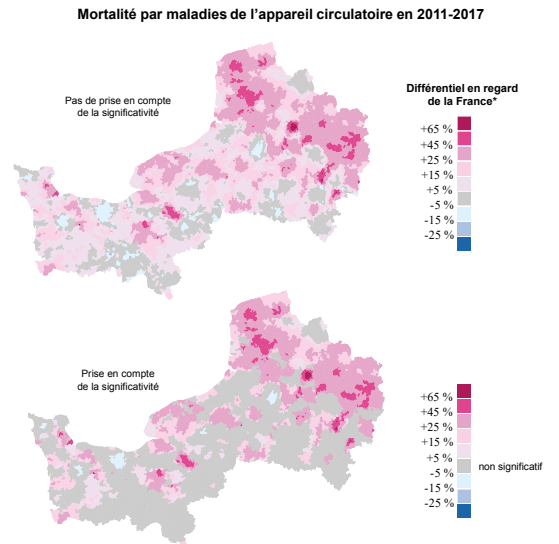 Mortalité par maladies de l'appareil circulatoire en 2011-2017
Pas de prise en compte
de la significativité
Différentiel en regard
de la France*
+65 %
+45 %
+25 %
+15 %
+5 %
-5 %
-15 %
-25 %
Prise en compte
de la significativité
+65 %
+45 %
+25 %
+15 %
+5 %
-5 %
non significatif
-15 %
-25 %